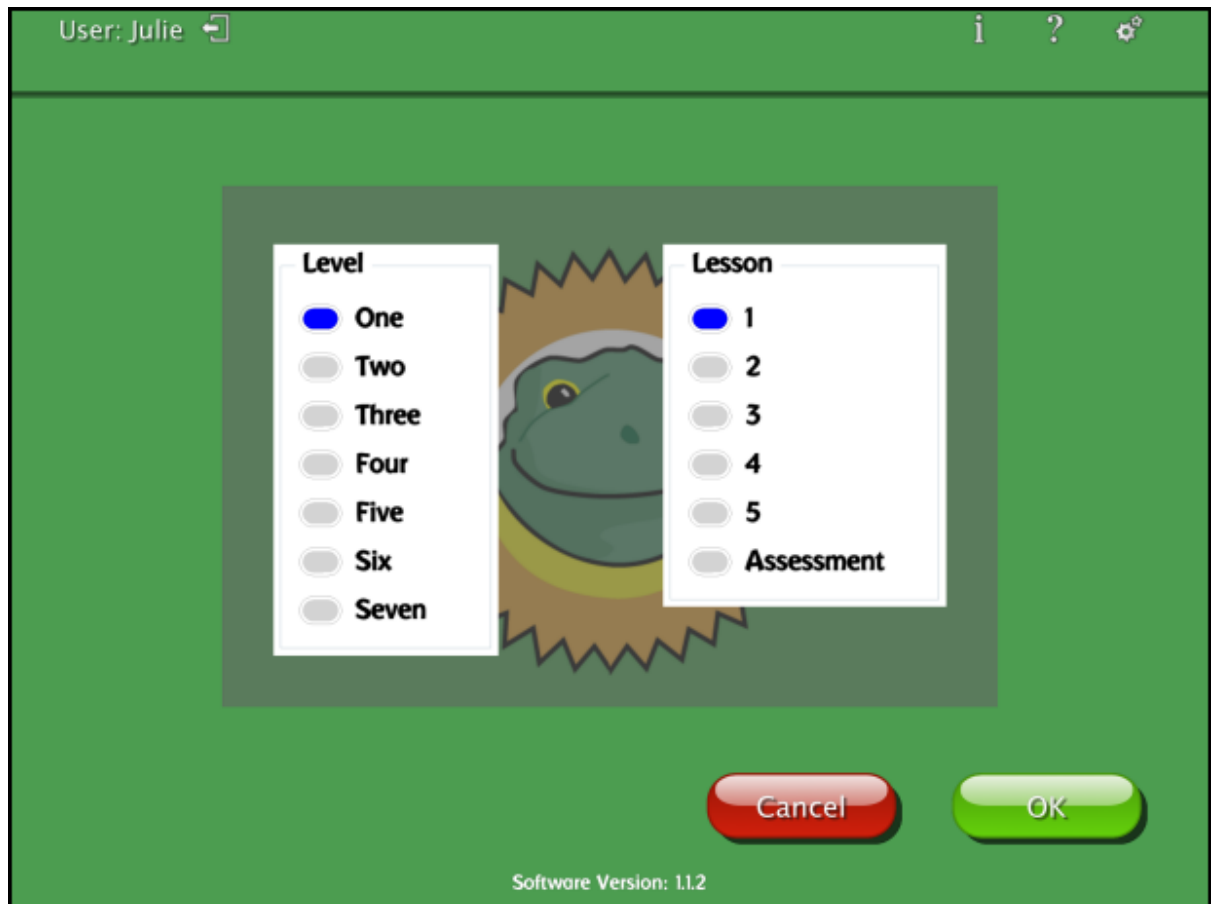 User: Julie
i ?
Level
One
Two
Three
Four
Five
Six
Seven
Lesson
1
2
3
4
5
Assessment
Cancel
OK
Software Version: 1.1.2